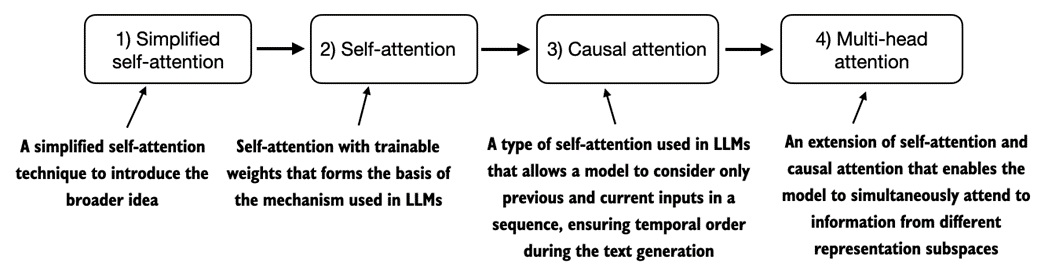 1) Simplified
self-attention
2) Self-attention
3) Causal attention
4) Multi-head
attention
A simplified self-attention
technique to introduce the
broader idea
Self-attention with trainable
weights that forms the basis of
the mechanism used in LLMs
A type of self-attention used in LLMs
that allows a model to consider only
previous and current inputs in a
sequence, ensuring temporal order
during the text generation
An extension of self-attention and
causal attention that enables the
model to simultaneously attend to
information from different
representation subspaces